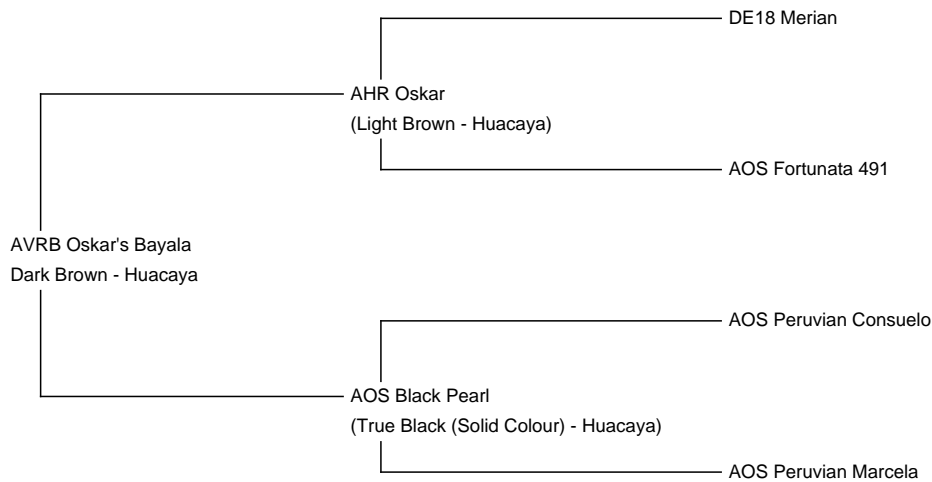 DE18 Merian
AHR Oskar
(Light Brown - Huacaya)
AOS Fortunata 491
AVRB Oskar's Bayala
Dark Brown - Huacaya
AOS Peruvian Consuelo
AOS Black Pearl
(True Black (Solid Colour) - Huacaya)
AOS Peruvian Marcela